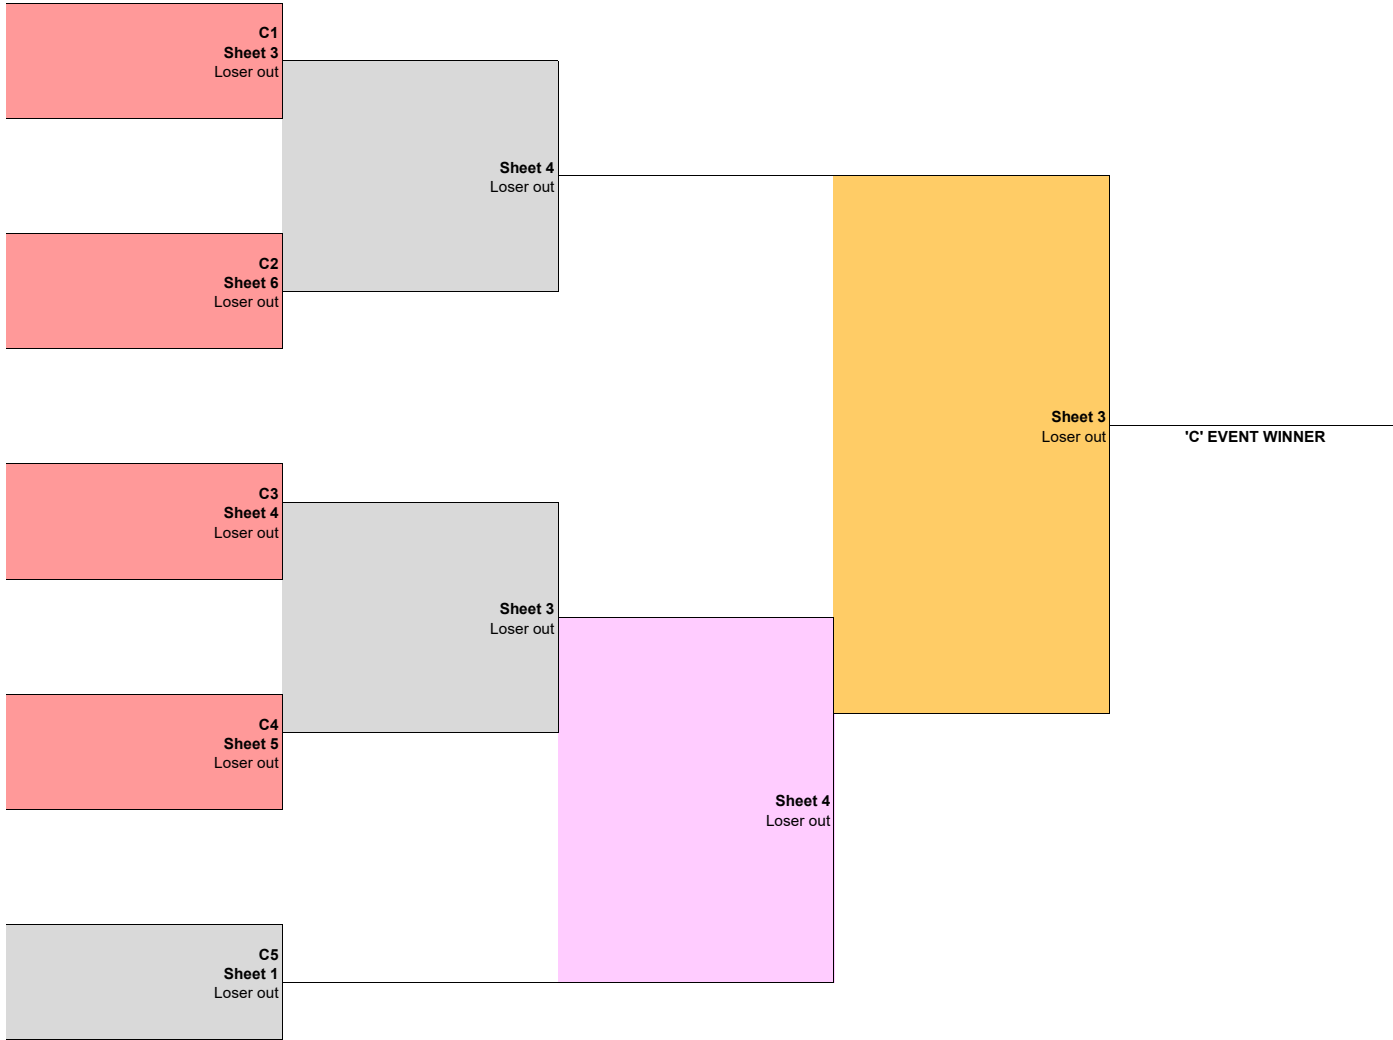 C1
Sheet 3
Loser out
Sheet 4
Loser out
C2
Sheet 6
Loser out
Sheet 3
Loser out
'C' EVENT WINNER
C3
Sheet 4
Loser out
Sheet 3
Loser out
C4
Sheet 5
Loser out
Sheet 4
Loser out
C5
Sheet 1
Loser out